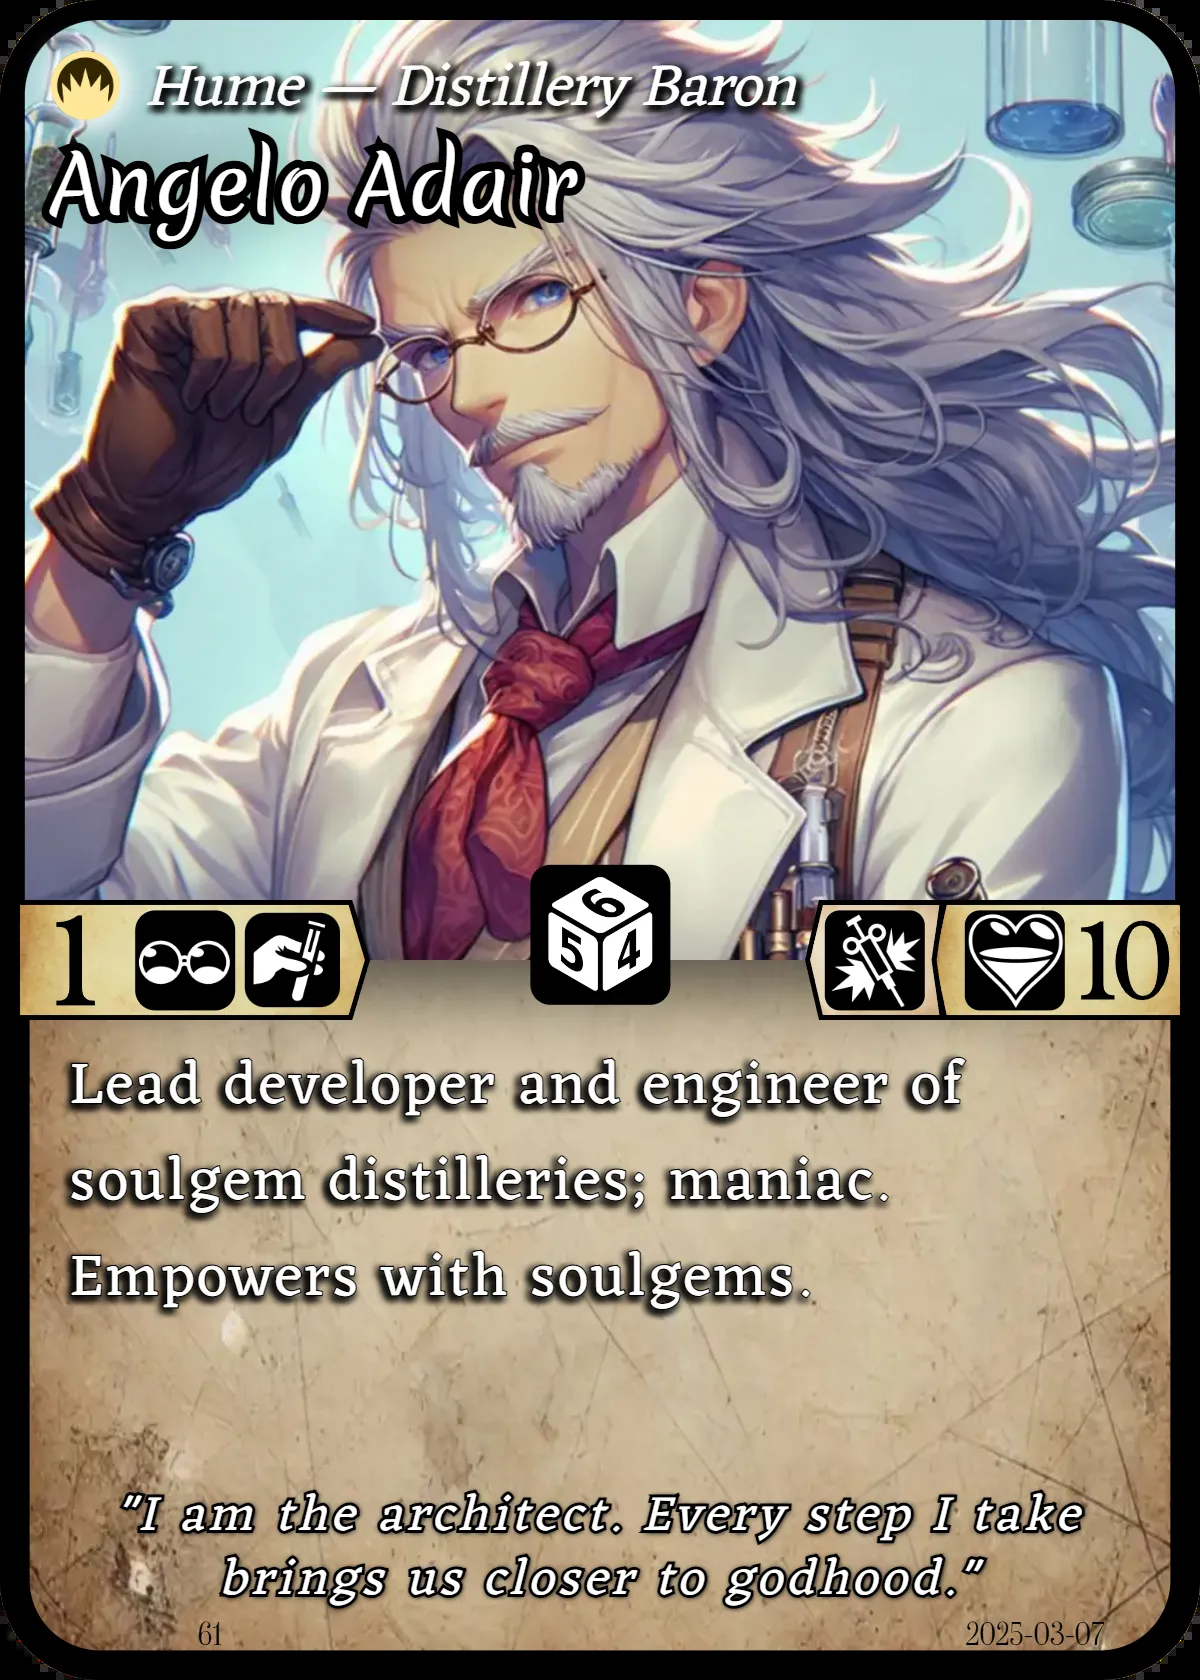 Hume — Distillery Baron
Angelo Adair
6
5 4
1
10
Lead developer and engineer of
soulgem distilleries; maniac.
Empowers with soulgems.
"I am the architect. Every step I take
brings us closer to godhood."
61
2025-03-07